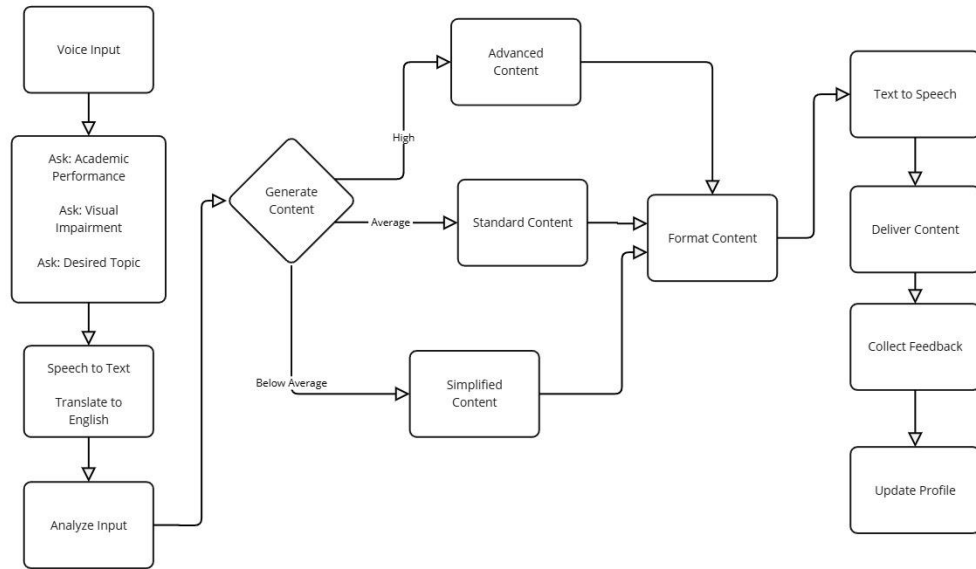 Voice Input
Ask: Academic
Performance
Ask: Visual
Impairment
Ask: Desired Topic
Speech to Text
Translate to
English
Analyze Input
Generate
Content
High
Average
Below Average
Advanced
Content
Standard Content
Simplified
Content
Format Content
Text to Speech
Deliver Content
Collect Feedback
Update Profile